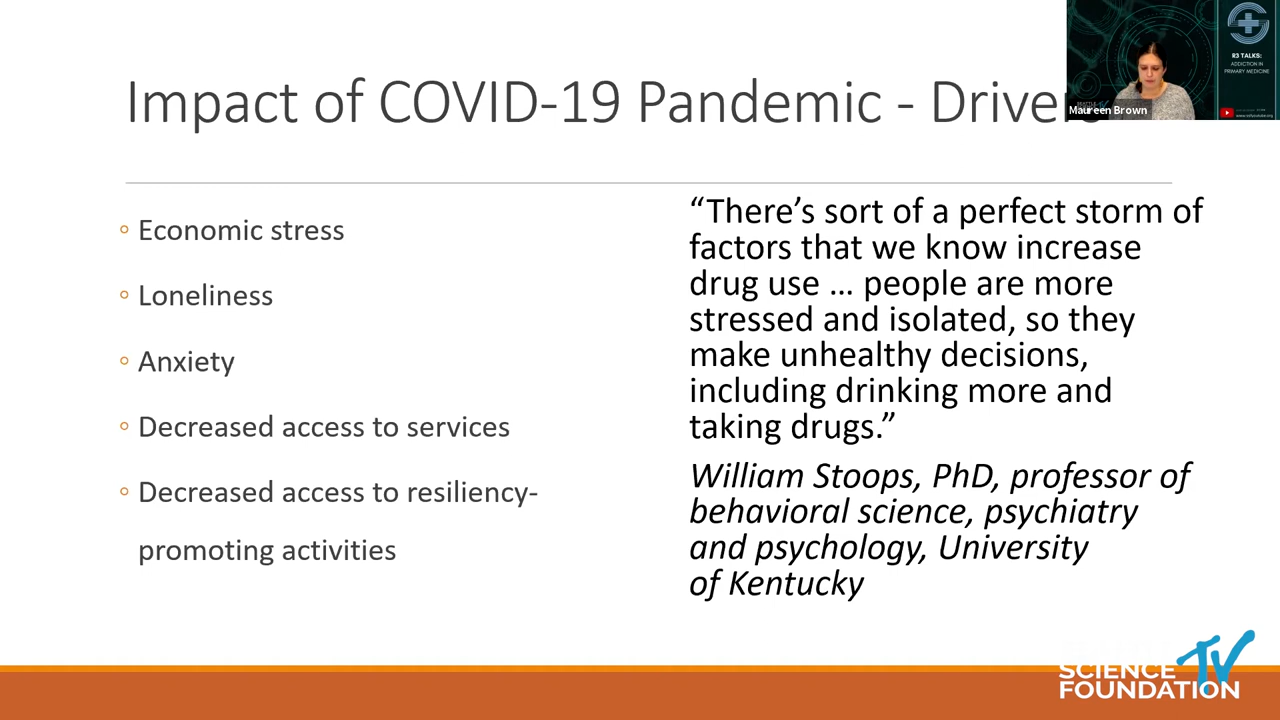 Impact of COVID-19 Pandemic - Drivers
Economic stress
Loneliness
Anxiety
Decreased access to services
Decreased access to resiliency-
promoting activities
“There’s sort of a perfect storm of
factors that we know increase
drug use … people are more
stressed and isolated, so they
make unhealthy decisions,
including drinking more and
taking drugs.”
William Stoops, PhD, professor of
behavioral science, psychiatry
and psychology, University
of Kentucky
R3 TALKS:
ADDICTION IN
PRIMARY MEDICINE
Maureen Brown
SCIENCE TV
FOUNDATION